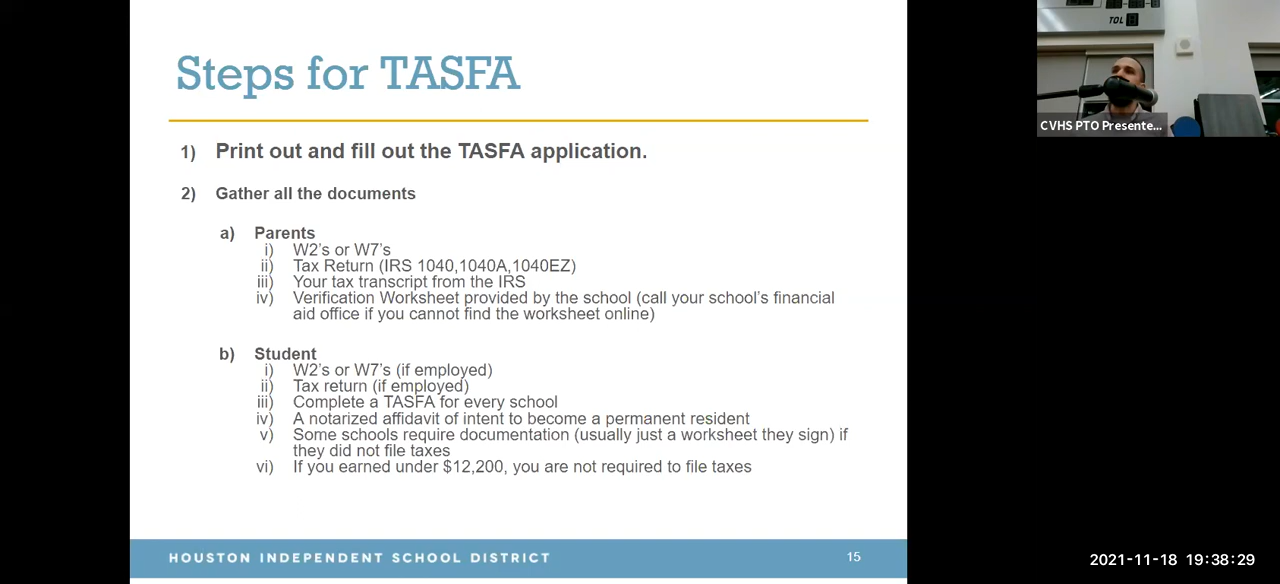 Steps for TASFA
1) Print out and fill out the TASFA application.
2) Gather all the documents
a) Parents
i) W2's or W7's
ii) Tax Return (IRS 1040,1040A,1040EZ)
iii) Your tax transcript from the IRS
iv) Verification Worksheet provided by the school (call your school's financial
aid office if you cannot find the worksheet online)
b) Student
i) W2's or W7's (if employed)
ii) Tax return (if employed)
iii) Complete a TASFA for every school
iv) A notarized affidavit of intent to become a permanent resident
v) Some schools require documentation (usually just a worksheet they sign) if
they did not file taxes
vi) If you earned under $12,200, you are not required to file taxes
HOUSTON INDEPENDENT SCHOOL DISTRICT
15
TOL
CVHS PTO Presente...
2021-11-18 19:38:29